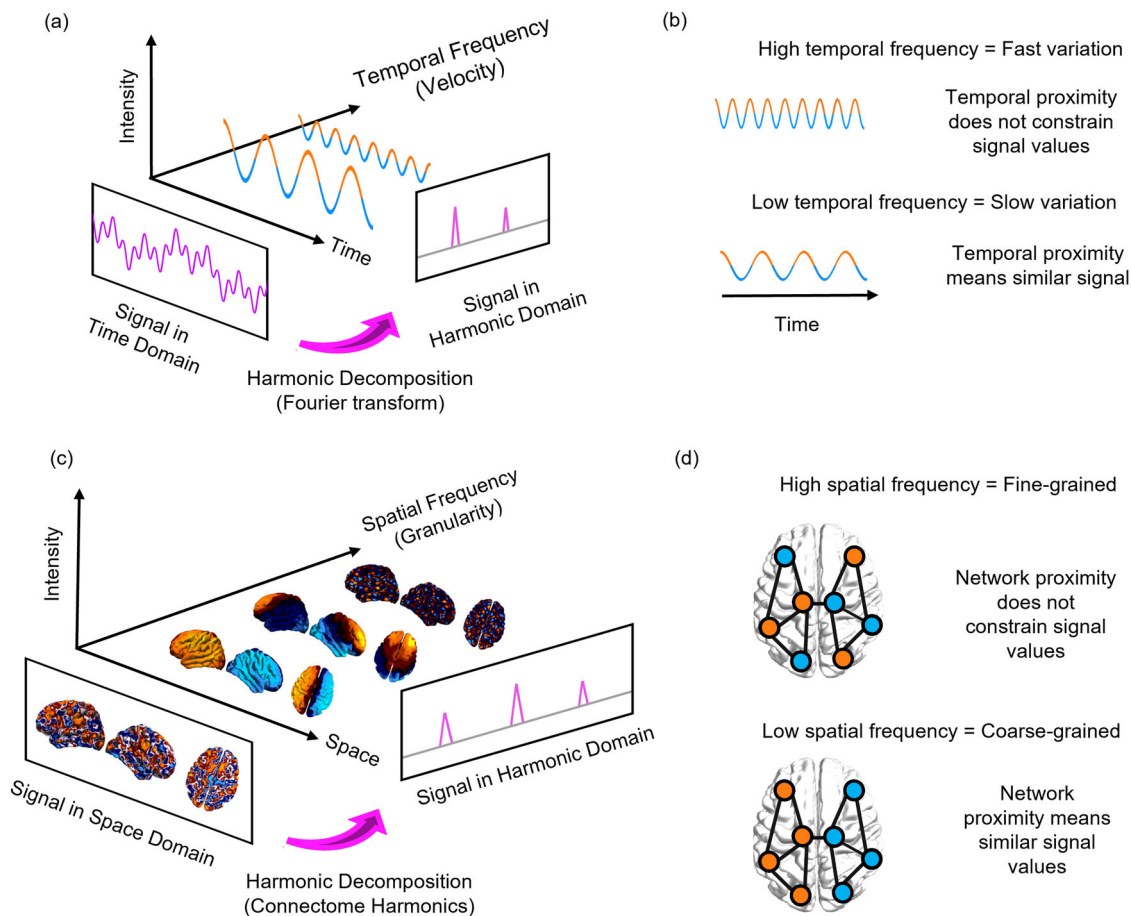 (a)
Intensity
Temporal Frequency
(Velocity)
Time
Signal in
Time Domain
Signal in
Harmonic Domain
Harmonic Decomposition
(Fourier transform)
(b)
High temporal frequency = Fast variation
Temporal proximity
does not constrain
signal values
Low temporal frequency = Slow variation
Temporal proximity
means similar signal
Time
(c)
Intensity
Spatial Frequency
(Granularity)
Space
Signal in Space Domain
Signal in Harmonic Domain
Harmonic Decomposition
(Connectome Harmonics)
(d)
High spatial frequency = Fine-grained
Network proximity
does not
constrain signal
values
Low spatial frequency = Coarse-grained
Network
proximity means
similar signal
values